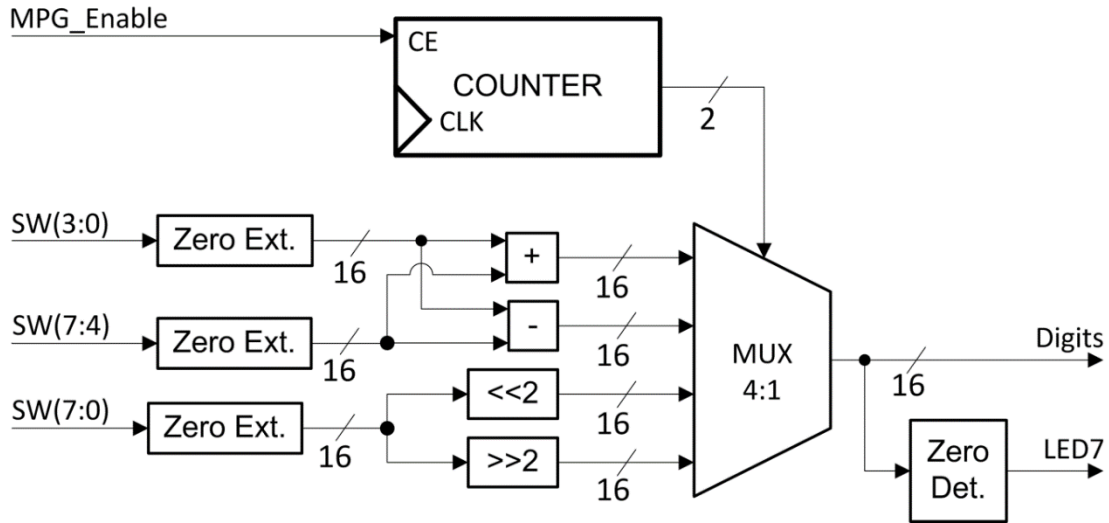 MPG_Enable
CE
COUNTER
CLK
2
SW(3:0)
Zero Ext.
16
+
16
SW(7:4)
Zero Ext.
16
-
16
MUX
4:1
Digits
16
SW(7:0)
Zero Ext.
16
<<2
16
>>2
16
Zero
Det.
LED7